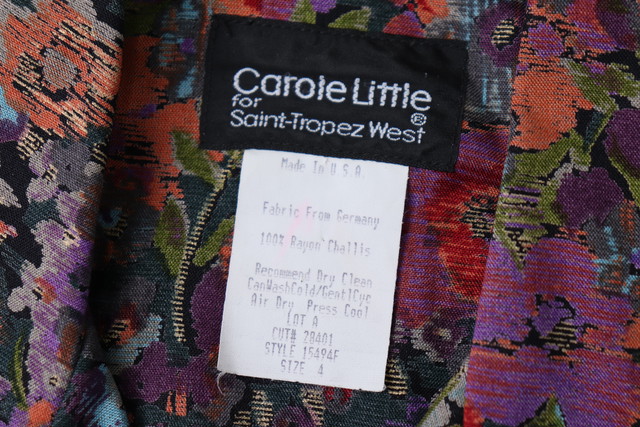 Carole Little
for ®
Saint-Tropez West
Made In U S A
Fabric From Germany
100% Rayon Challis
Recommend Dry Clean
CanWashCold/GentlCyc
Air Dry Press Cool
LOT A
CUT# 28401
STYLE 15494F
SIZE 4